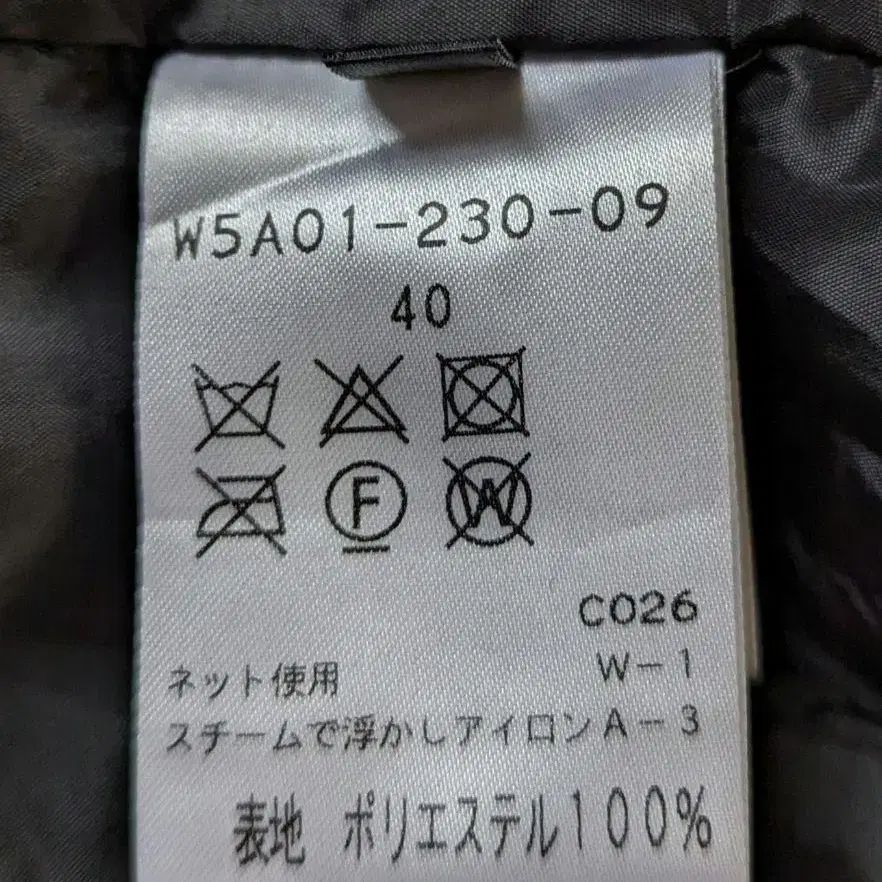 W5A01-230-09
40
F
W
C026
ネット使用 W-1
スチームで浮かしアイロン A-3
表地 ポリエステル100%